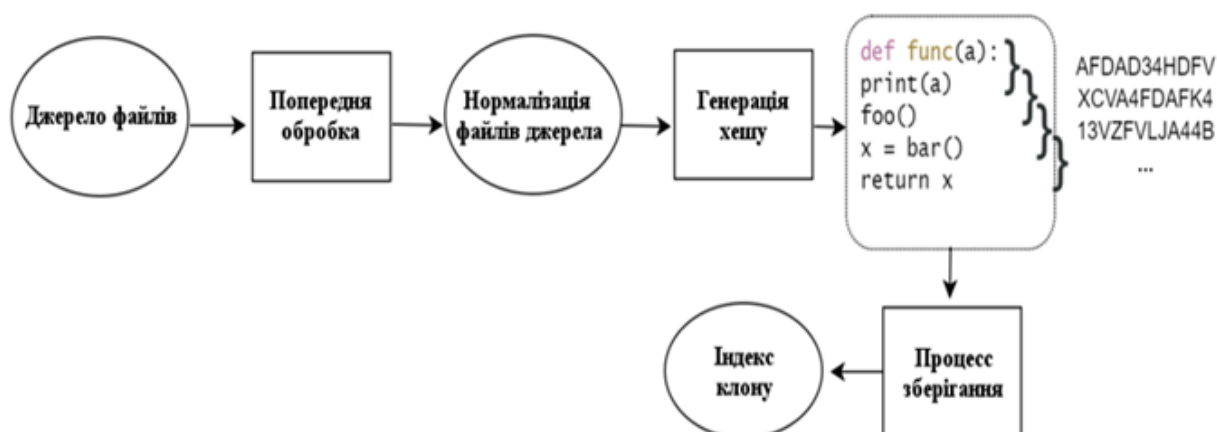 Джерело файлів
Попередня
обробка
Нормалізація
файлів джерела
Генерація
хешу
def func(a):
print(a)
foo()
x = bar()
return x
AFDAD34HDFV
XCVA4FDAFK4
13VZFVLJA44B
...
Індекс
клону
Процесс
зберігання